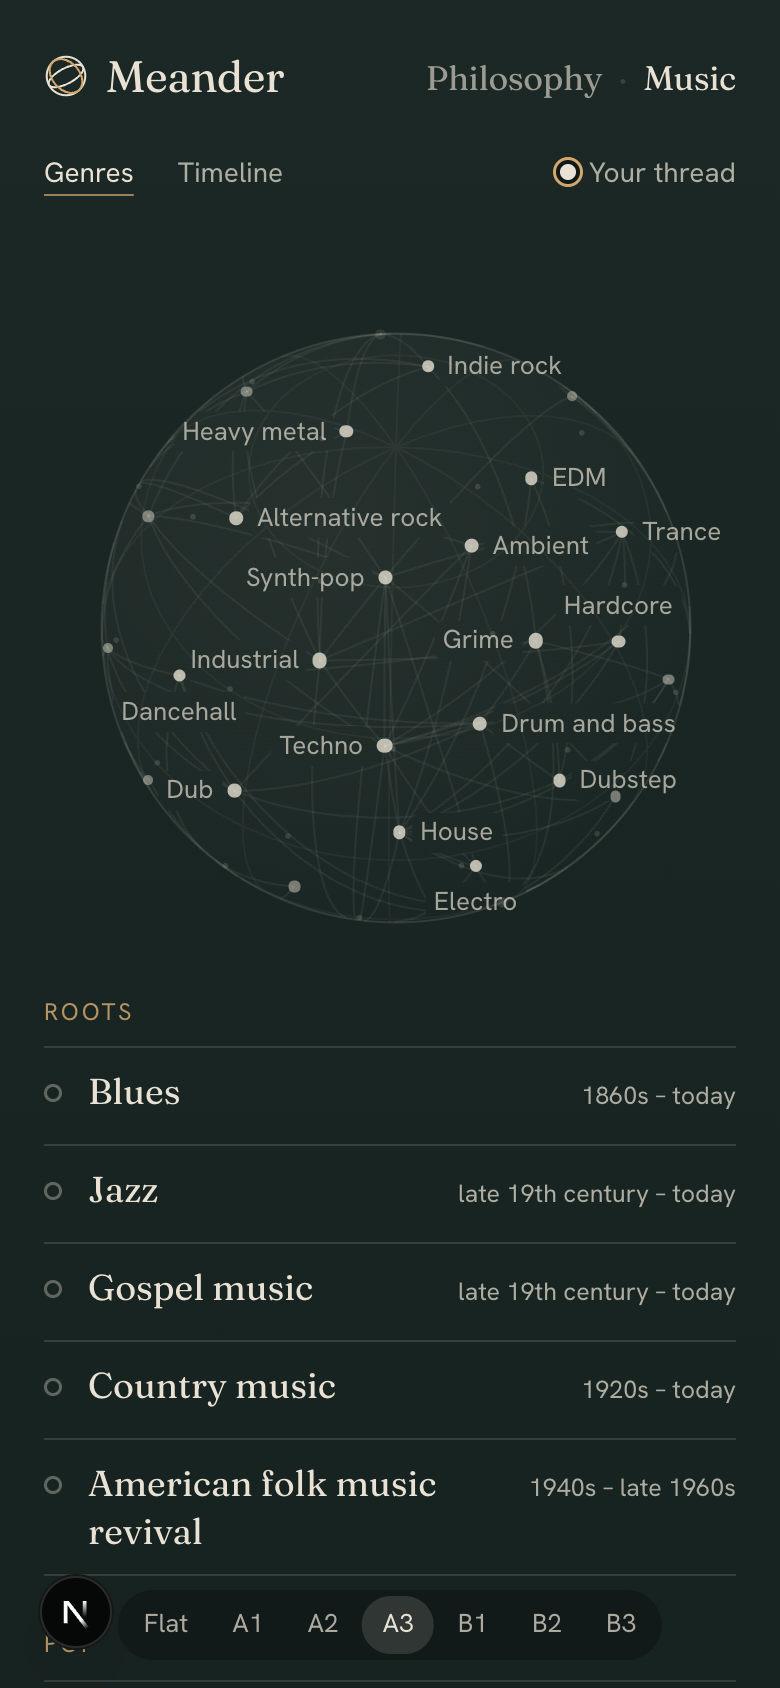 Meander
Philosophy · Music
Genres
Timeline
Your thread
Indie rock
Heavy metal
EDM
Alternative rock
Trance
Ambient
Synth-pop
Hardcore
Grime
Industrial
Dancehall
Drum and bass
Techno
Dubstep
Dub
House
Electro
ROOTS
Blues
1860s – today
Jazz
late 19th century – today
Gospel music
late 19th century – today
Country music
1920s – today
American folk music
revival
1940s – late 1960s
N
Flat A1 A2 A3 B1 B2 B3